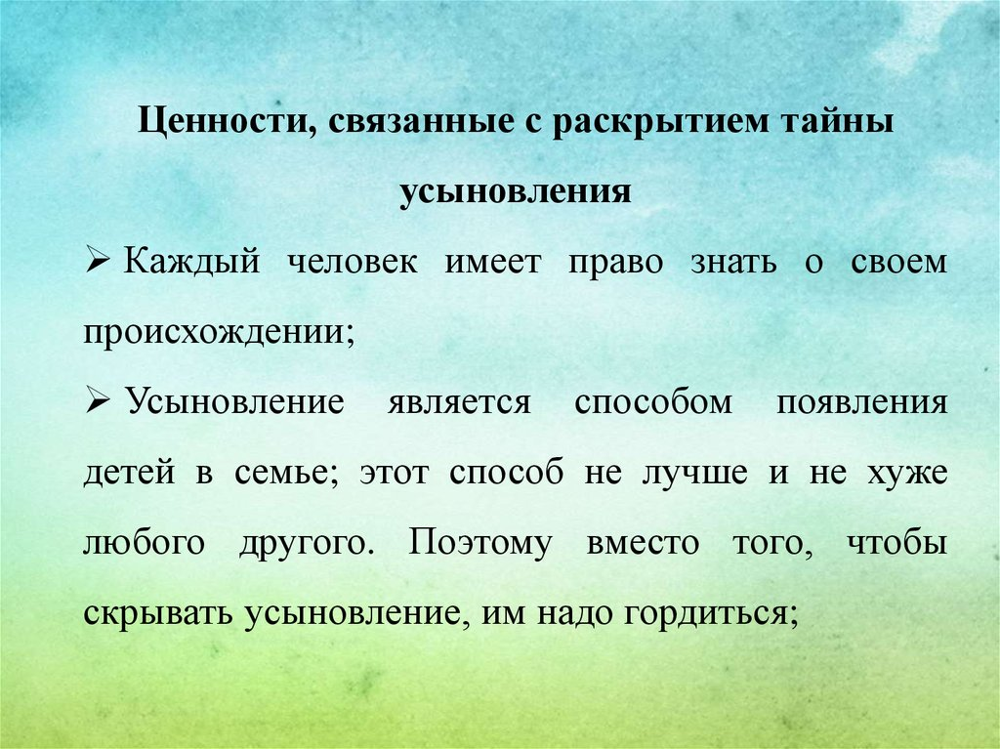 Ценности, связанные с раскрытием тайны
усыновления
➢ Каждый человек имеет право знать о своем
происхождении;
➢ Усыновление является способом появления
детей в семье; этот способ не лучше и не хуже
любого другого. Поэтому вместо того, чтобы
скрывать усыновление, им надо гордиться;